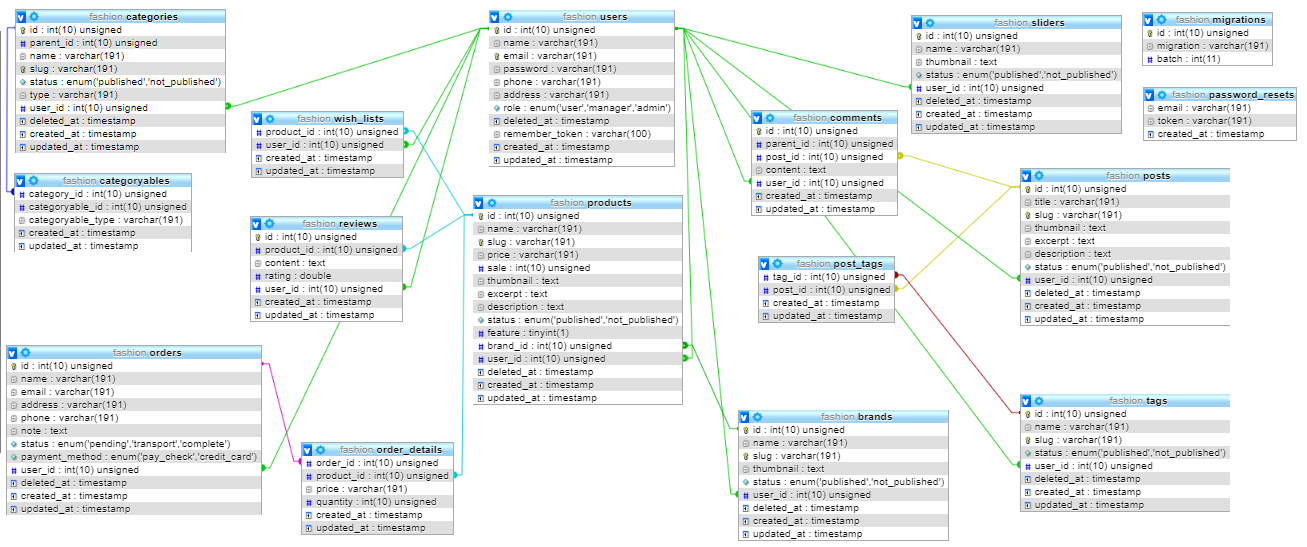 fashion categories
id : int(10) unsigned
parent_id : int(10) unsigned
name : varchar(191)
slug : varchar(191)
status : enum('published','not_published')
type : varchar(191)
user_id : int(10) unsigned
deleted_at : timestamp
created_at : timestamp
updated_at : timestamp
fashion categoryables
category_id : int(10) unsigned
categoryable_id : int(10) unsigned
categoryable_type : varchar(191)
created_at : timestamp
updated_at : timestamp
fashion wish_lists
product_id : int(10) unsigned
user_id : int(10) unsigned
created_at : timestamp
updated_at : timestamp
fashion reviews
id : int(10) unsigned
product_id : int(10) unsigned
content : text
rating : double
user_id : int(10) unsigned
created_at : timestamp
updated_at : timestamp
fashion orders
id : int(10) unsigned
name : varchar(191)
email : varchar(191)
address : varchar(191)
phone : varchar(191)
note : text
status : enum('pending','transport','complete')
payment_method : enum('pay_check','credit_card')
user_id : int(10) unsigned
deleted_at : timestamp
created_at : timestamp
updated_at : timestamp
fashion order_details
order_id : int(10) unsigned
product_id : int(10) unsigned
price : varchar(191)
quantity : int(10) unsigned
created_at : timestamp
updated_at : timestamp
fashion users
id : int(10) unsigned
name : varchar(191)
email : varchar(191)
password : varchar(191)
phone : varchar(191)
address : varchar(191)
role : enum('user','manager','admin')
deleted_at : timestamp
remember_token : varchar(100)
created_at : timestamp
updated_at : timestamp
fashion products
id : int(10) unsigned
name : varchar(191)
slug : varchar(191)
price : varchar(191)
sale : int(10) unsigned
thumbnail : text
excerpt : text
description : text
status : enum('published','not_published')
feature : tinyint(1)
brand_id : int(10) unsigned
user_id : int(10) unsigned
deleted_at : timestamp
created_at : timestamp
updated_at : timestamp
fashion sliders
id : int(10) unsigned
name : varchar(191)
thumbnail : text
status : enum('published','not_published')
user_id : int(10) unsigned
deleted_at : timestamp
created_at : timestamp
updated_at : timestamp
fashion comments
id : int(10) unsigned
parent_id : int(10) unsigned
post_id : int(10) unsigned
content : text
user_id : int(10) unsigned
created_at : timestamp
updated_at : timestamp
fashion post_tags
tag_id : int(10) unsigned
post_id : int(10) unsigned
created_at : timestamp
updated_at : timestamp
fashion brands
id : int(10) unsigned
name : varchar(191)
slug : varchar(191)
thumbnail : text
status : enum('published','not_published')
user_id : int(10) unsigned
deleted_at : timestamp
created_at : timestamp
updated_at : timestamp
fashion migrations
id : int(10) unsigned
migration : varchar(191)
batch : int(11)
fashion password_resets
email : varchar(191)
token : varchar(191)
created_at : timestamp
fashion posts
id : int(10) unsigned
title : varchar(191)
slug : varchar(191)
thumbnail : text
excerpt : text
description : text
status : enum('published','not_published')
user_id : int(10) unsigned
deleted_at : timestamp
created_at : timestamp
updated_at : timestamp
fashion tags
id : int(10) unsigned
name : varchar(191)
slug : varchar(191)
status : enum('published','not_published')
user_id : int(10) unsigned
deleted_at : timestamp
created_at : timestamp
updated_at : timestamp